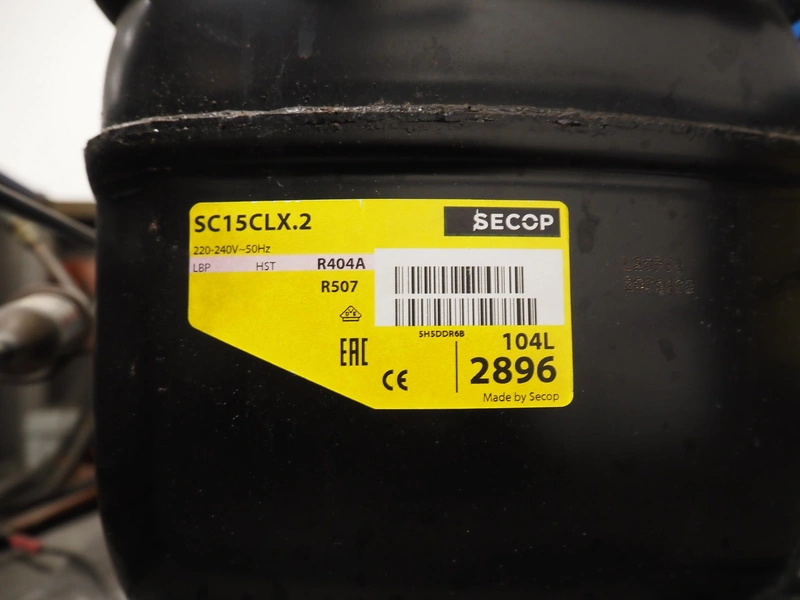 SC15CLX.2
SECOP
220-240V~50Hz
LBP HST R404A
R507
5H5DDR6B
104L
EAC
CE
2896
Made by Secop